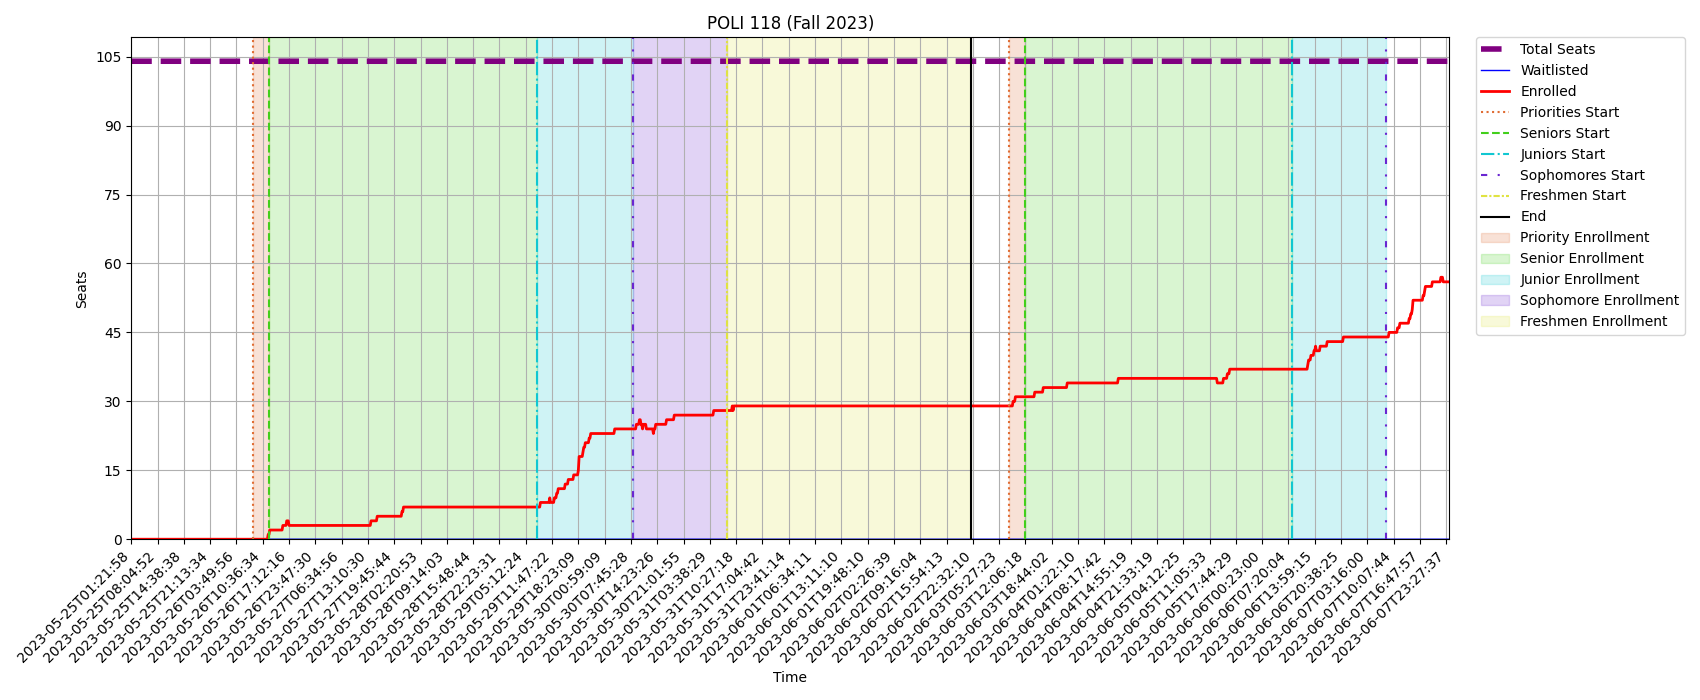 POLI 118 (Fall 2023)
105
90
75
60
45
30
15
0
Seats
2023-05-25T01:21:58
2023-05-25T08:04:52
2023-05-25T14:38:38
2023-05-25T21:13:34
2023-05-26T03:49:56
2023-05-26T10:36:34
2023-05-26T17:12:16
2023-05-26T23:47:30
2023-05-27T06:34:56
2023-05-27T13:10:30
2023-05-27T19:45:44
2023-05-28T02:20:53
2023-05-28T09:14:03
2023-05-28T15:48:44
2023-05-28T22:23:31
2023-05-29T05:12:24
2023-05-29T11:47:22
2023-05-29T18:23:09
2023-05-30T00:59:09
2023-05-30T07:45:28
2023-05-30T14:23:26
2023-05-30T21:01:55
2023-05-31T03:38:29
2023-05-31T10:27:18
2023-05-31T17:04:42
2023-05-31T23:41:14
2023-06-01T06:34:11
2023-06-01T13:11:10
2023-06-01T19:48:10
2023-06-02T02:26:39
2023-06-02T09:16:04
2023-06-02T15:54:13
2023-06-02T22:32:10
2023-06-03T05:27:23
2023-06-03T12:06:18
2023-06-03T18:44:02
2023-06-04T01:22:10
2023-06-04T08:17:42
2023-06-04T14:55:19
2023-06-04T21:33:19
2023-06-05T04:12:25
2023-06-05T11:05:33
2023-06-05T17:44:29
2023-06-06T00:23:00
2023-06-06T07:20:04
2023-06-06T13:59:15
2023-06-06T20:38:25
2023-06-07T03:16:00
2023-06-07T10:07:44
2023-06-07T16:47:57
2023-06-07T23:27:37
Time
Total Seats
Waitlisted
Enrolled
Priorities Start
Seniors Start
Juniors Start
Sophomores Start
Freshmen Start
End
Priority Enrollment
Senior Enrollment
Junior Enrollment
Sophomore Enrollment
Freshmen Enrollment